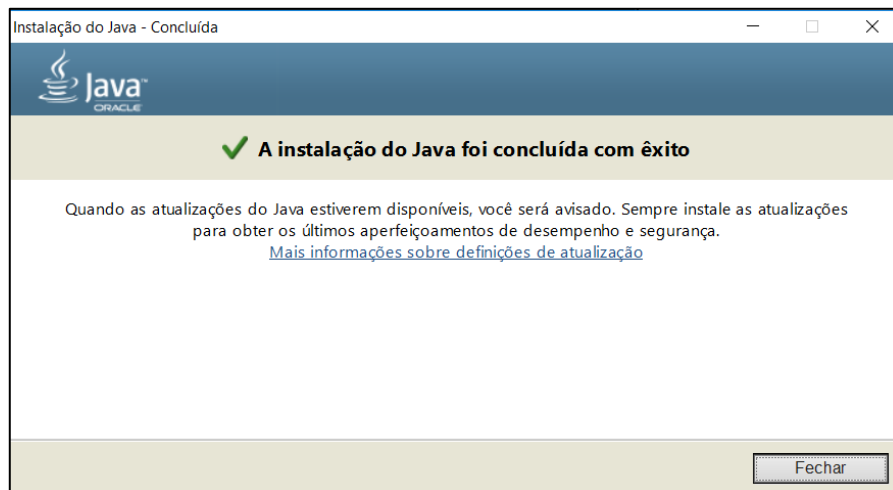 Instalação do Java - Concluída
Java™
ORACLE
A instalação do Java foi concluída com êxito
Quando as atualizações do Java estiverem disponíveis, você será avisado. Sempre instale as atualizações
para obter os últimos aperfeiçoamentos de desempenho e segurança.
Mais informações sobre definições de atualização
Fechar